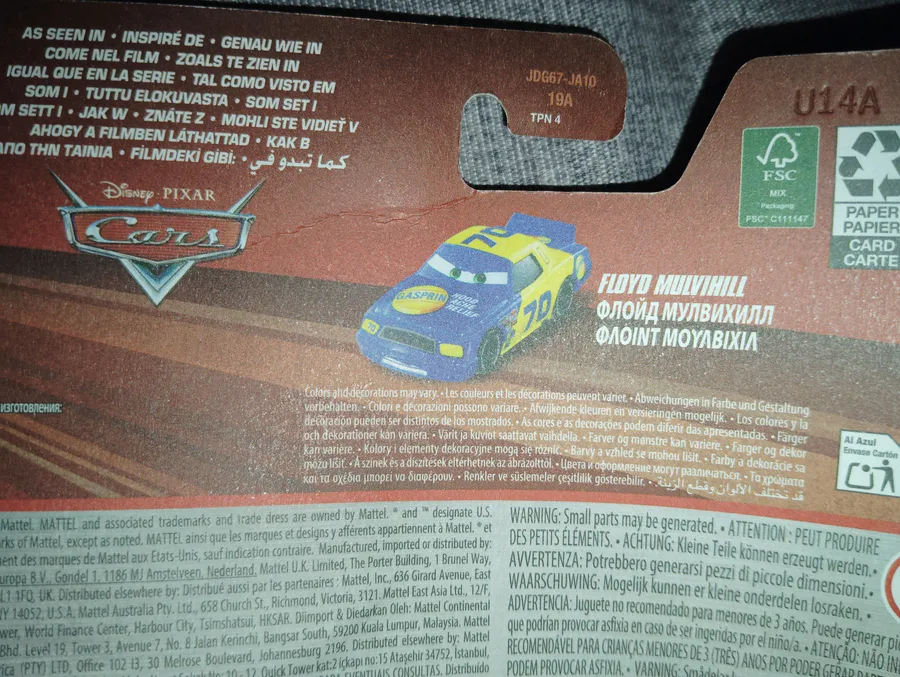 AS SEEN IN • INSPIRÉ DE • GENAU WIE IN
COME NEL FILM • ZOALS TE ZIEN IN
IGUAL QUE EN LA SERIE • TAL COMO VISTO EM
SOM I • TUTTU ELOKUVASTA • SOM SET I
SETT I • JAK W • ZNÁTE Z • MOHLI STE VIDIEŤ V
AHOGY A FILMBEN LÁTHATTAD • KAK В
ΑΠΟ ΤΗΝ ΤΑΙΝΙΑ • FİLMDEKİ GİBİ: • كما تبدو في
JDG67-JA10
19A
TPN 4
U14A
FSC
MIX
Packaging
FSC® C111147
PAPER
PAPIER
CARD
CARTE
Disney • PIXAR
Cars
70
GASPRIN
HOOD
ACHE
RELIEF
70
70
FLOYD MULVIHILL
ФЛОЙД МУЛВИХИЛЛ
ΦΛΟΙΝΤ ΜΟΥΛΒΙΧΙΛ
Colors and decorations may vary. • Les couleurs et les décorations peuvent varier. • Abweichungen in Farbe und Gestaltung
vorbehalten. • Colori e decorazioni possono variare. • Afwijkende kleuren en versieringen mogelijk. • Los colores y la
decoración pueden ser distintos de los mostrados. • As cores e as decorações podem diferir das apresentadas. • Färger
och dekorationer kan variera. • Värit ja kuviot saattavat vaihdella. • Farver og mønstre kan variere. • Farger og dekor
kan variere. • Kolory i elementy dekoracyjne mogą się różnić. • Barvy a vzhled se mohou lišit. • Farby a dekorácie sa
môžu líšiť. • A színek és a díszítések eltérhetnek az ábrázolttól. • Цвета и оформление могут различаться. • Τα χρώματα
και τα σχέδια μπορεί να διαφέρουν. • Renkler ve süslemeler çeşitlilik gösterebilir. • قد تختلف الألوان وقطع الزينة.
ИЗГОТОВЛЕНИЯ:
Al Azul
Envase Cartón
Mattel. MATTEL and associated trademarks and trade dress are owned by Mattel. ® and ™ designate U.S.
of Mattel, except as noted. MATTEL ainsi que les marques et designs y afférents appartiennent à Mattel. ® et
des marques de Mattel aux États-Unis, sauf indication contraire. Manufactured, imported or distributed by:
B.V., Gondel 1, 1186 MJ Amstelveen, Nederland. Mattel U.K. Limited, The Porter Building, 1 Brunel Way,
1FQ, UK. Distributed elsewhere by: Distribué aussi par les partenaires : Mattel, Inc., 636 Girard Avenue, East
NY 14052, U.S.A. Mattel Australia Pty. Ltd., 658 Church St., Richmond, Victoria, 3121. Mattel East Asia Ltd., 12/F,
World Finance Center, Harbour City, Tsimshatsui, HKSAR. Diimport & Diedarkan Oleh: Mattel Continental
Bhd. Level 19, Tower 3, Avenue 7, No. 8 Jalan Kerinchi, Bangsar South, 59200 Kuala Lumpur, Malaysia. Mattel
(PTY) LTD, Office 102 I3, 30 Melrose Boulevard, Johannesburg 2196. Distributed elsewhere by: Mattel
10 - 12, Quick Tower kat:2 içkapı no:15 Ataşehir 34752, İstanbul,
EVENTUAIS CONSULTAS. Distribuido
WARNING: Small parts may be generated. • ATTENTION : PEUT PRODUIRE
DES PETITS ÉLÉMENTS. • ACHTUNG: Kleine Teile können erzeugt werden. •
AVVERTENZA: Potrebbero generarsi pezzi di piccole dimensioni. •
WAARSCHUWING: Mogelijk kunnen er kleine onderdelen losraken. •
ADVERTENCIA: Juguete no recomendado para menores de 3 años. Puede generar
que podrían provocar asfixia en caso de ser ingeridas por el niño/a. • ATENÇÃO: NÃO
RECOMENDÁVEL PARA CRIANÇAS MENORES DE 3 (TRÊS) ANOS POR PODER GERAR
PODEM PROVOCAR ASFIXIA. • VARNING: Smådelar